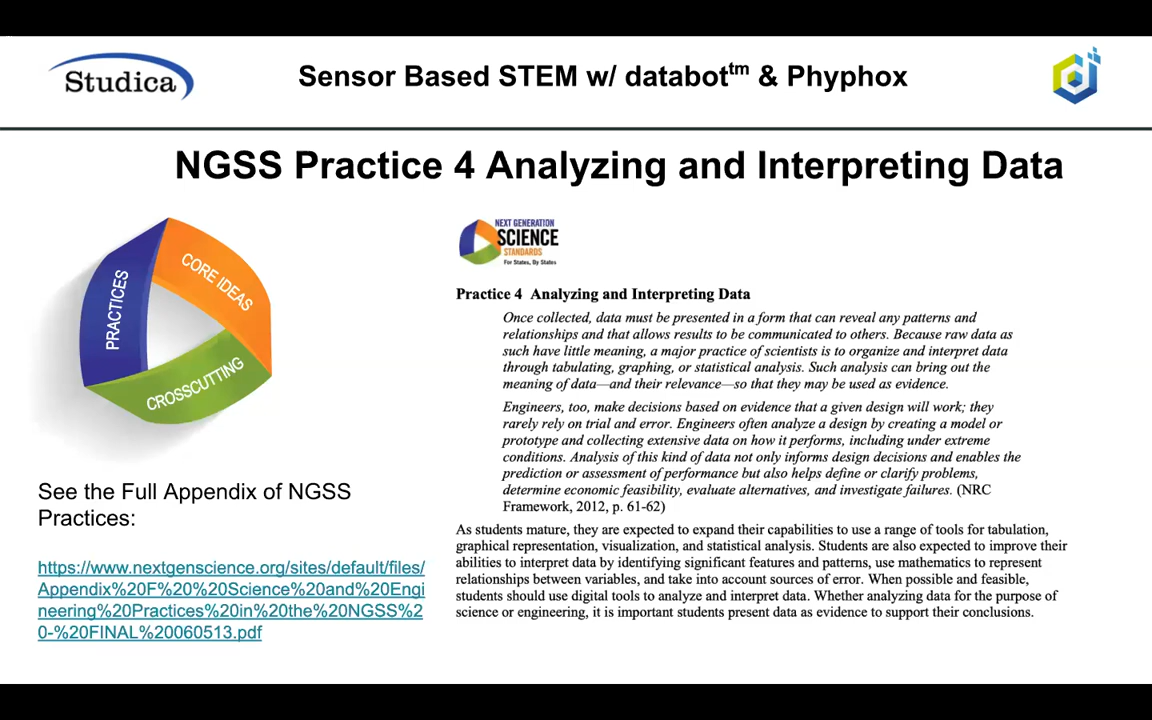 Studica
Sensor Based STEM w/ databot™ & Phyphox
NGSS Practice 4 Analyzing and Interpreting Data
PRACTICES
CORE IDEAS
CROSSCUTTING
See the Full Appendix of NGSS
Practices:
https://www.nextgenscience.org/sites/default/files/
Appendix%20F%20%20Science%20and%20Engi
neering%20Practices%20in%20the%20NGSS%2
0-%20FINAL%20060513.pdf
NEXT GENERATION
SCIENCE
STANDARDS
For States, By States
Practice 4 Analyzing and Interpreting Data
Once collected, data must be presented in a form that can reveal any patterns and
relationships and that allows results to be communicated to others. Because raw data as
such have little meaning, a major practice of scientists is to organize and interpret data
through tabulating, graphing, or statistical analysis. Such analysis can bring out the
meaning of data—and their relevance—so that they may be used as evidence.
Engineers, too, make decisions based on evidence that a given design will work; they
rarely rely on trial and error. Engineers often analyze a design by creating a model or
prototype and collecting extensive data on how it performs, including under extreme
conditions. Analysis of this kind of data not only informs design decisions and enables the
prediction or assessment of performance but also helps define or clarify problems,
determine economic feasibility, evaluate alternatives, and investigate failures. (NRC
Framework, 2012, p. 61-62)
As students mature, they are expected to expand their capabilities to use a range of tools for tabulation,
graphical representation, visualization, and statistical analysis. Students are also expected to improve their
abilities to interpret data by identifying significant features and patterns, use mathematics to represent
relationships between variables, and take into account sources of error. When possible and feasible,
students should use digital tools to analyze and interpret data. Whether analyzing data for the purpose of
science or engineering, it is important students present data as evidence to support their conclusions.